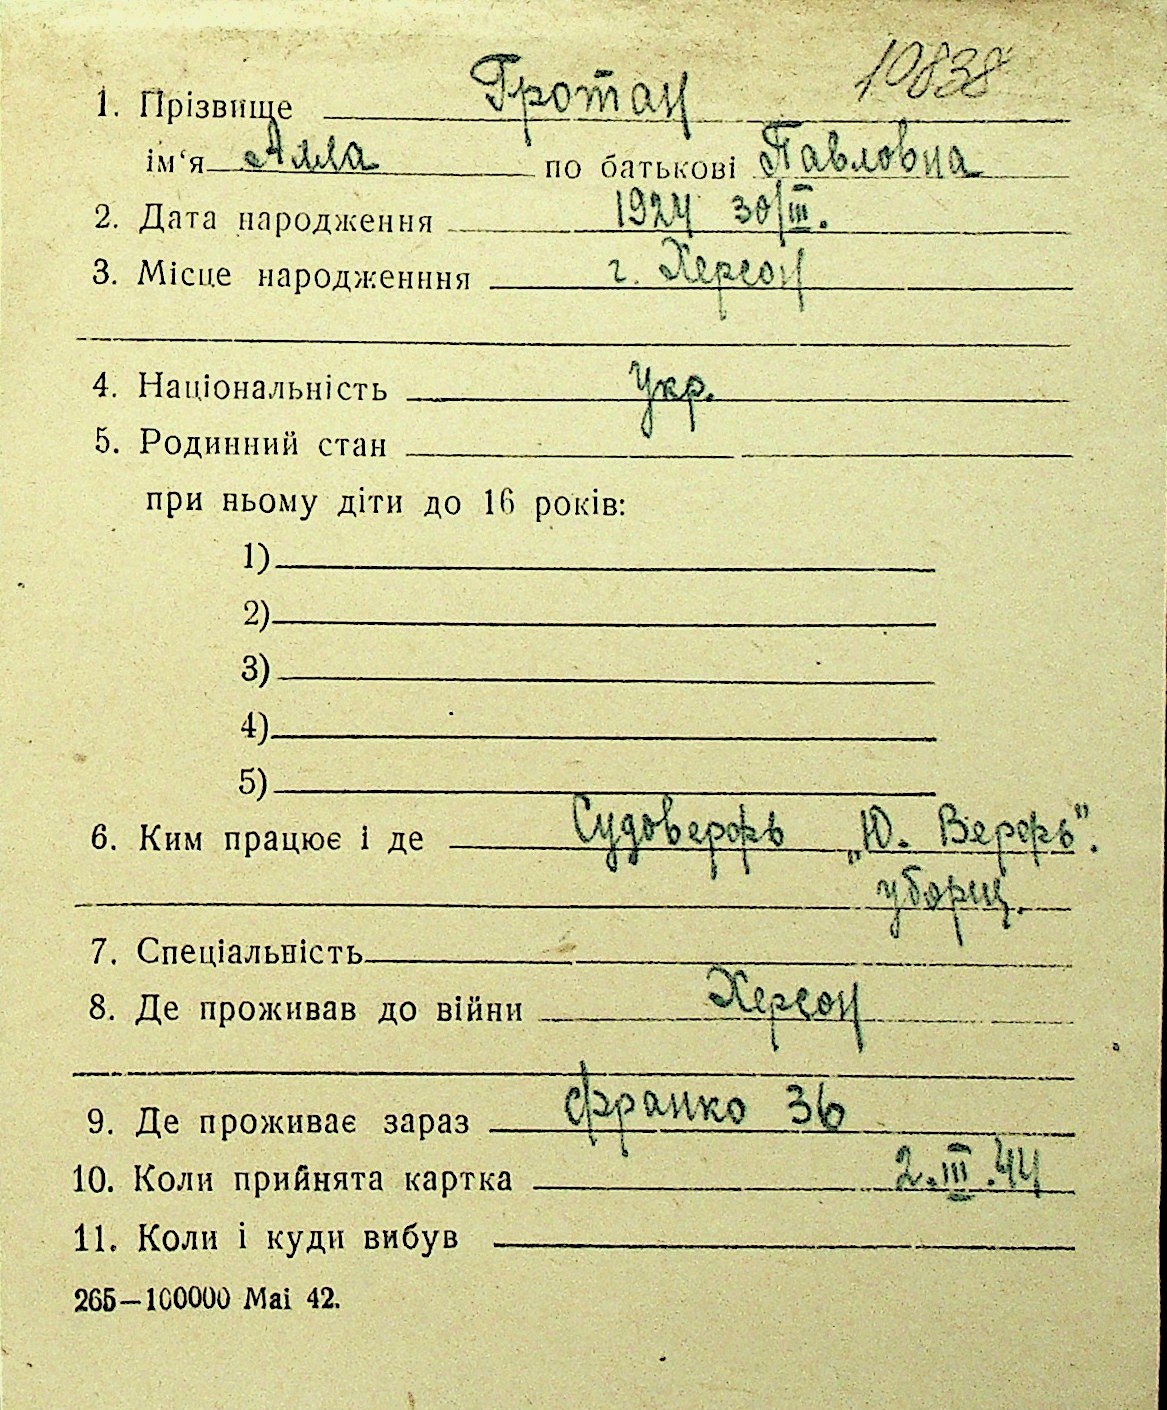 10838
1. Прізвище Гротан
ім‘я Алла по батькові Павловна
2. Дата народження 1924 30/III.
3. Місце народженння г. Херсон
4. Національність Укр.
5. Родинний стан
при ньому діти до 16 років:
1)
2)
3)
4)
5)
6. Ким працює і де Судоверфь „Ю. Верфь".
уборщ.
7. Спеціальність
8. Де проживав до війни Херсон
9. Де проживає зараз Франко 36
10. Коли прийнята картка 2.III.44
11. Коли і куди вибув
265—100000 Маі 42.